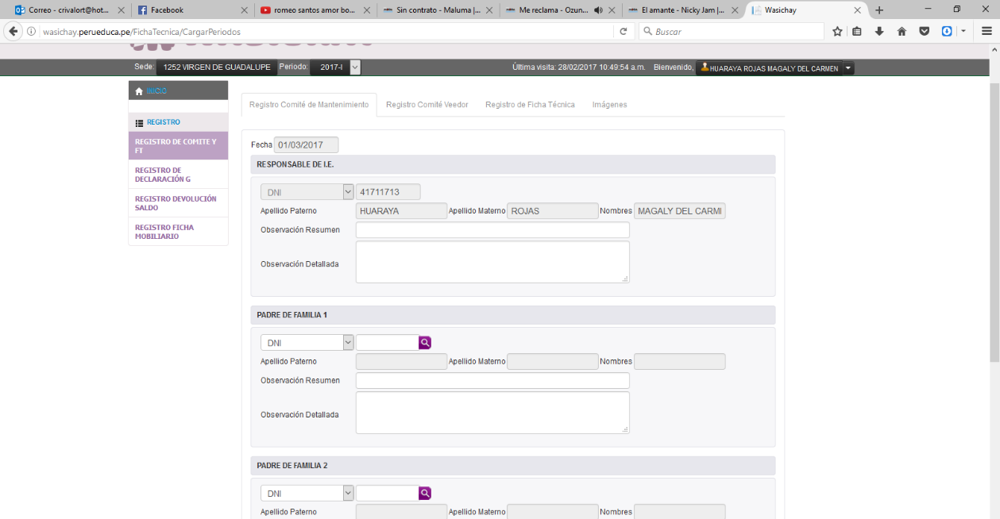 Correo - crivalort@hot... Facebook romeo santos amor bo... Sin contrato - Maluma |... Me reclama - Ozun... El amante - Nicky Jam |... Wasichay
wasichay.perueduca.pe/FichaTecnica/CargarPeriodos Buscar
Sede: 1252 VIRGEN DE GUADALUPE Periodo: 2017-I Última visita: 28/02/2017 10:49:54 a.m. Bienvenido, HUARAYA ROJAS MAGALY DEL CARMEN
INICIO
REGISTRO
REGISTRO DE COMITE Y
FT
REGISTRO DE
DECLARACIÓN G
REGISTRO DEVOLUCIÓN
SALDO
REGISTRO FICHA
MOBILIARIO
Registro Comité de Mantenimiento Registro Comité Veedor Registro de Ficha Técnica Imágenes
Fecha 01/03/2017
RESPONSABLE DE I.E.
DNI 41711713
Apellido Paterno HUARAYA Apellido Materno ROJAS Nombres MAGALY DEL CARMI
Observación Resumen
Observación Detallada
PADRE DE FAMILIA 1
DNI
Apellido Paterno Apellido Materno Nombres
Observación Resumen
Observación Detallada
PADRE DE FAMILIA 2
DNI
Apellido Paterno Apellido Materno Nombres